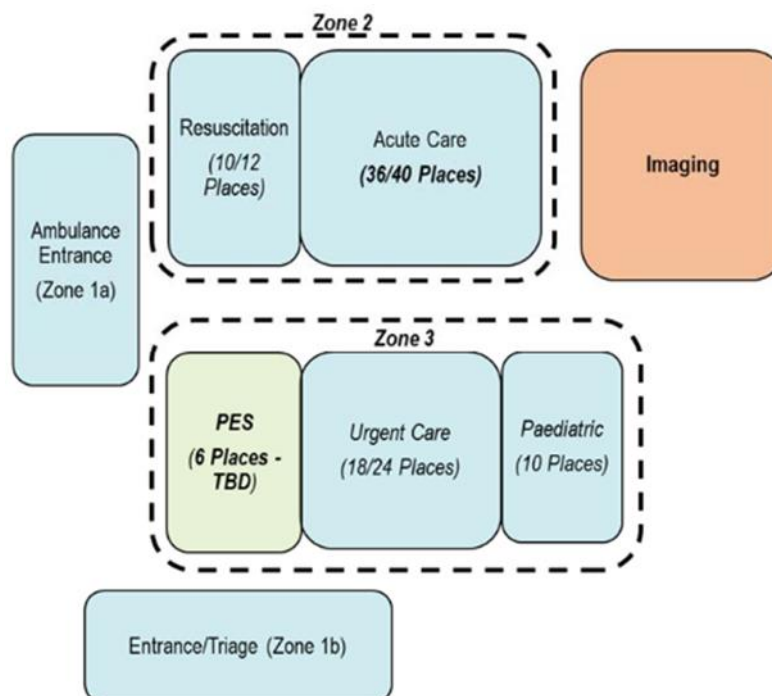 Zone 2
Resuscitation
(10/12
Places)
Acute Care
(36/40 Places)
Imaging
Ambulance
Entrance
(Zone 1a)
Zone 3
PES
(6 Places -
TBD)
Urgent Care
(18/24 Places)
Paediatric
(10 Places)
Entrance/Triage (Zone 1b)